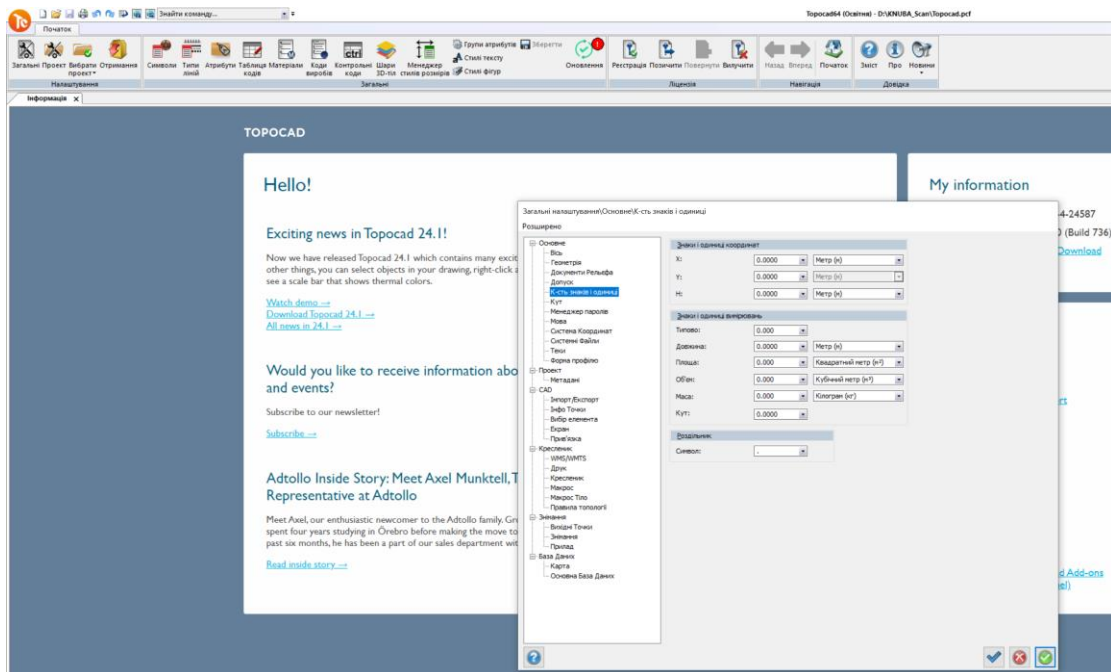 Знайти команду...
Topocad64 (Освітня) - D:\KNUBA_Scan\Topocad.pcf
Початок
Загальні Проект Вибрати проект Отримання
Налаштування
Символи Типи ліній Атрибути Таблиця кодів Матеріали Коди виробів Контрольні коди Шари 3D-тіл Менеджер стилів розмірів
Групи атрибутів Зберегти
Стилі тексту
Стилі фігур
Оновлення
Загальні
Реєстрація Позичити Повернути Вилучити
Ліцензія
Назад Вперед Початок
Навігація
Зміст Про Новини
Довідка
Інформація x
TOPOCAD
Hello!
Exciting news in Topocad 24.1!
Now we have released Topocad 24.1 which contains many excit
other things, you can select objects in your drawing, right-click a
see a scale bar that shows thermal colors.
Watch demo →
Download Topocad 24.1 →
All news in 24.1 →
Would you like to receive information abo
and events?
Subscribe to our newsletter!
Subscribe →
Adtollo Inside Story: Meet Axel Munktell, T
Representative at Adtollo
Meet Axel, our enthusiastic newcomer to the Adtollo family. Gr
spent four years studying in Örebro before making the move to
past six months, he has been a part of our sales department wit
Read inside story →
My information
4-24587
0 (Build 736)
Download
rt
d Add-ons
el)
Загальні налаштування\Основне\К-сть знаків і одиниці
Розширено
Основне
Вісь
Геометрія
Документи Рельєфа
Допуск
К-сть знаків і одиниці
Кут
Менеджер паролів
Мова
Система Координат
Системні Файли
Теки
Форма профілю
Проект
Метадані
CAD
Імпорт/Експорт
Інфо Точки
Вибір елемента
Екран
Прив'язка
Кресленик
WMS/WMTS
Друк
Кресленик
Макрос
Макрос Тіло
Правила топології
Знімання
Вихідні Точки
Знімання
Прилад
База Даних
Карта
Основна База Даних
Знаки і одиниці координат
X: 0.0000 Метр (м)
Y: 0.0000 Метр (м)
H: 0.0000 Метр (м)
Знаки і одиниці вимірювань
Типово: 0.000
Довжина: 0.0000 Метр (м)
Площа: 0.000 Квадратний метр (м²)
Об'єм: 0.000 Кубічний метр (м³)
Маса: 0.000 Кілограм (кг)
Кут: 0.0000
Роздільник
Символ: .